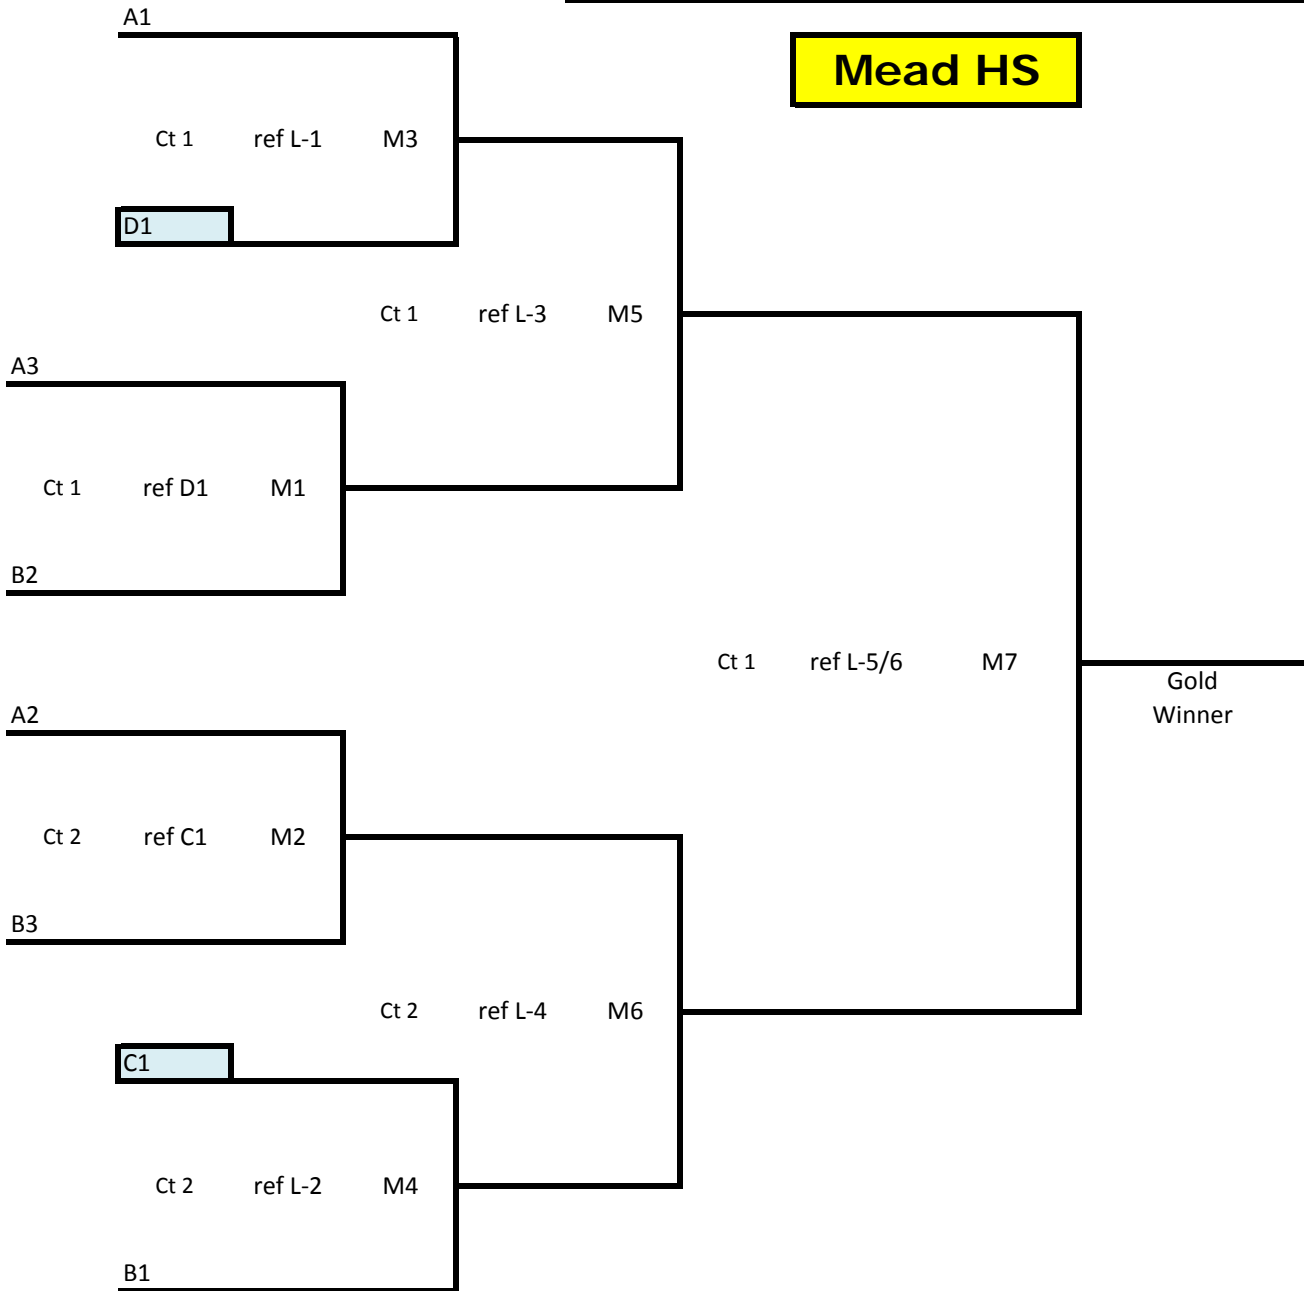 A1
Mead HS
Ct 1 ref L-1 M3
D1
Ct 1 ref L-3 M5
A3
Ct 1 ref D1 M1
B2
Ct 1 ref L-5/6 M7
Gold
Winner
A2
Ct 2 ref C1 M2
B3
Ct 2 ref L-4 M6
C1
Ct 2 ref L-2 M4
B1